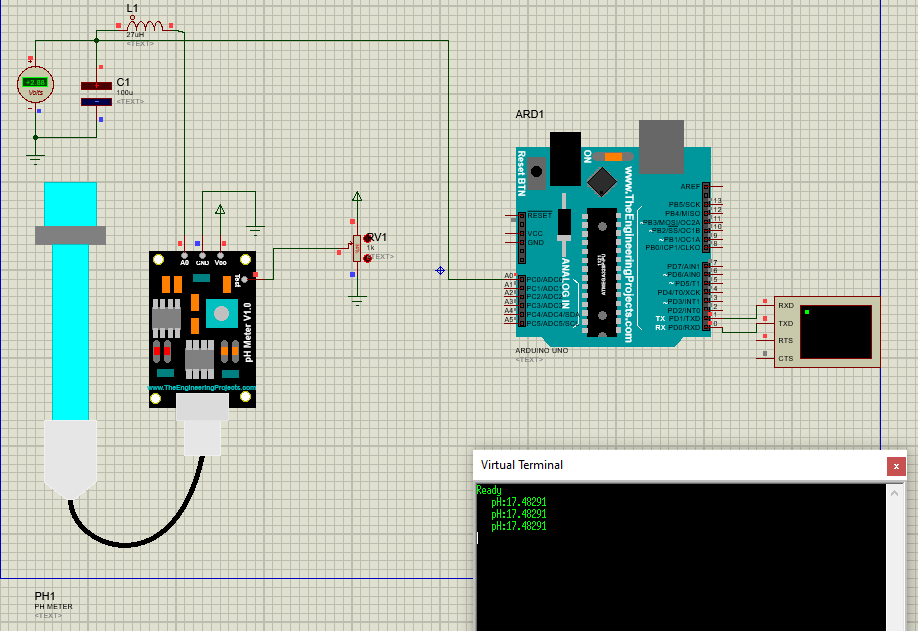 L1
27uH
<TEXT>
+2.88
Volts
C1
100u
<TEXT>
A0 GND Vcc
Pot
pH Meter V1.0
www.TheEngineeringProjects.com
RV1
1k
<TEXT>
ARD1
Reset BTN
ON
www.TheEngineeringProjects.com
ANALOG IN
RESET
VCC
GND
A0 PC0/ADC0
A1 PC1/ADC1
A2 PC2/ADC2
A3 PC3/ADC3
A4 PC4/ADC4/SDA
A5 PC5/ADC5/SCL
AREF
PB5/SCK 13
PB4/MISO 12
~PB3/MOSI/OC2A 11
~PB2/SS/OC1B 10
~PB1/OC1A 9
PB0/ICP1/CLKO 8
PD7/AIN1 7
~PD6/AIN0 6
~PD5/T1 5
PD4/T0/XCK 4
~PD3/INT1 3
PD2/INT0 2
TX PD1/TXD 1
RX PD0/RXD 0
ARDUINO UNO
<TEXT>
RXD
TXD
RTS
CTS
Virtual Terminal
x
Ready
pH:17.48291
pH:17.48291
pH:17.48291
PH1
PH METER
<TEXT>